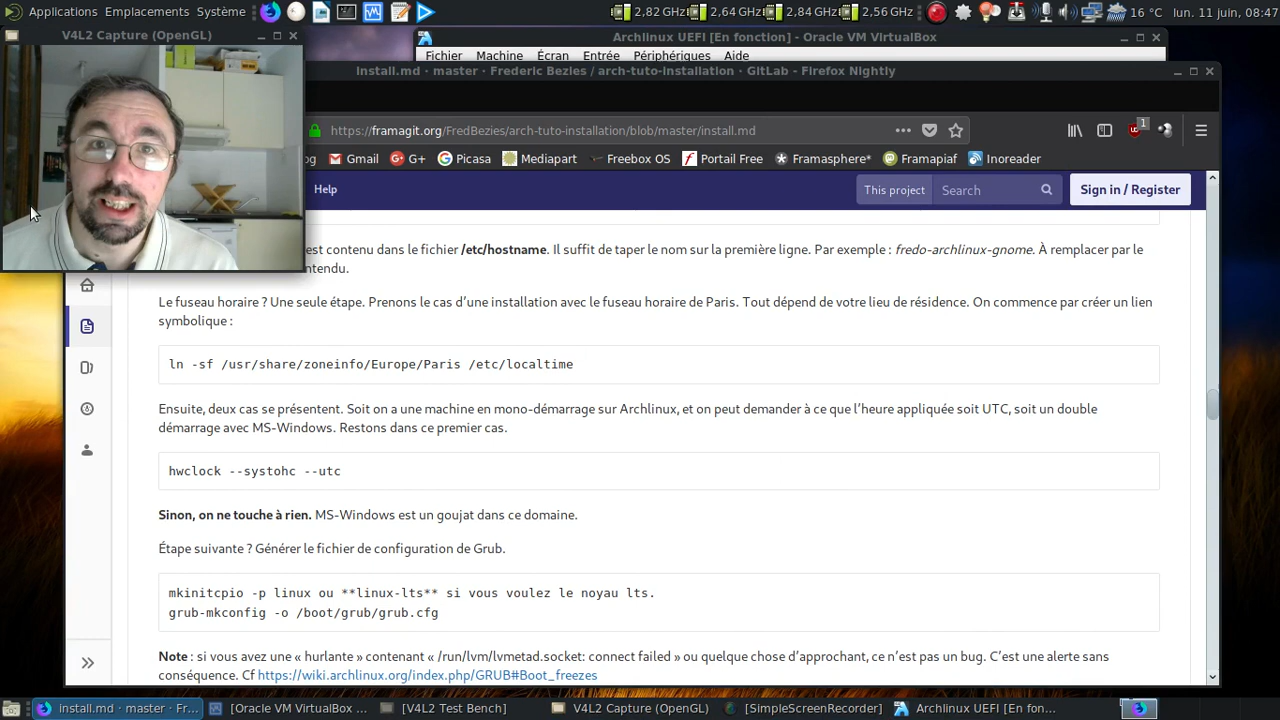 Applications Emplacements Système
2,82 GHz 2,64 GHz 2,84 GHz 2,56 GHz 16 °C lun. 11 juin, 08:47
V4L2 Capture (OpenGL)
Archlinux UEFI [En fonction] - Oracle VM VirtualBox
Fichier Machine Écran Entrée Périphériques Aide
install.md · master · Frederic Bezies / arch-tuto-installation · GitLab - Firefox Nightly
https://framagit.org/FredBezies/arch-tuto-installation/blob/master/install.md
1
Gmail G+ Picasa Mediapart Freebox OS Portail Free Framasphere* Framapiaf Inoreader
Help This project Search Sign in / Register
est contenu dans le fichier /etc/hostname. Il suffit de taper le nom sur la première ligne. Par exemple : fredo-archlinux-gnome. À remplacer par le
ntendu.
Le fuseau horaire ? Une seule étape. Prenons le cas d’une installation avec le fuseau horaire de Paris. Tout dépend de votre lieu de résidence. On commence par créer un lien
symbolique :
ln -sf /usr/share/zoneinfo/Europe/Paris /etc/localtime
Ensuite, deux cas se présentent. Soit on a une machine en mono-démarrage sur Archlinux, et on peut demander à ce que l’heure appliquée soit UTC, soit un double
démarrage avec MS-Windows. Restons dans ce premier cas.
hwclock --systohc --utc
Sinon, on ne touche à rien. MS-Windows est un goujat dans ce domaine.
Étape suivante ? Générer le fichier de configuration de Grub.
mkinitcpio -p linux ou **linux-lts** si vous voulez le noyau lts.
grub-mkconfig -o /boot/grub/grub.cfg
Note : si vous avez une « hurlante » contenant « /run/lvm/lvmetad.socket: connect failed » ou quelque chose d’approchant, ce n’est pas un bug. C’est une alerte sans
conséquence. Cf https://wiki.archlinux.org/index.php/GRUB#Boot_freezes
install.md · master · Fr... [Oracle VM VirtualBox ... [V4L2 Test Bench] V4L2 Capture (OpenGL) [SimpleScreenRecorder] Archlinux UEFI [En fon...